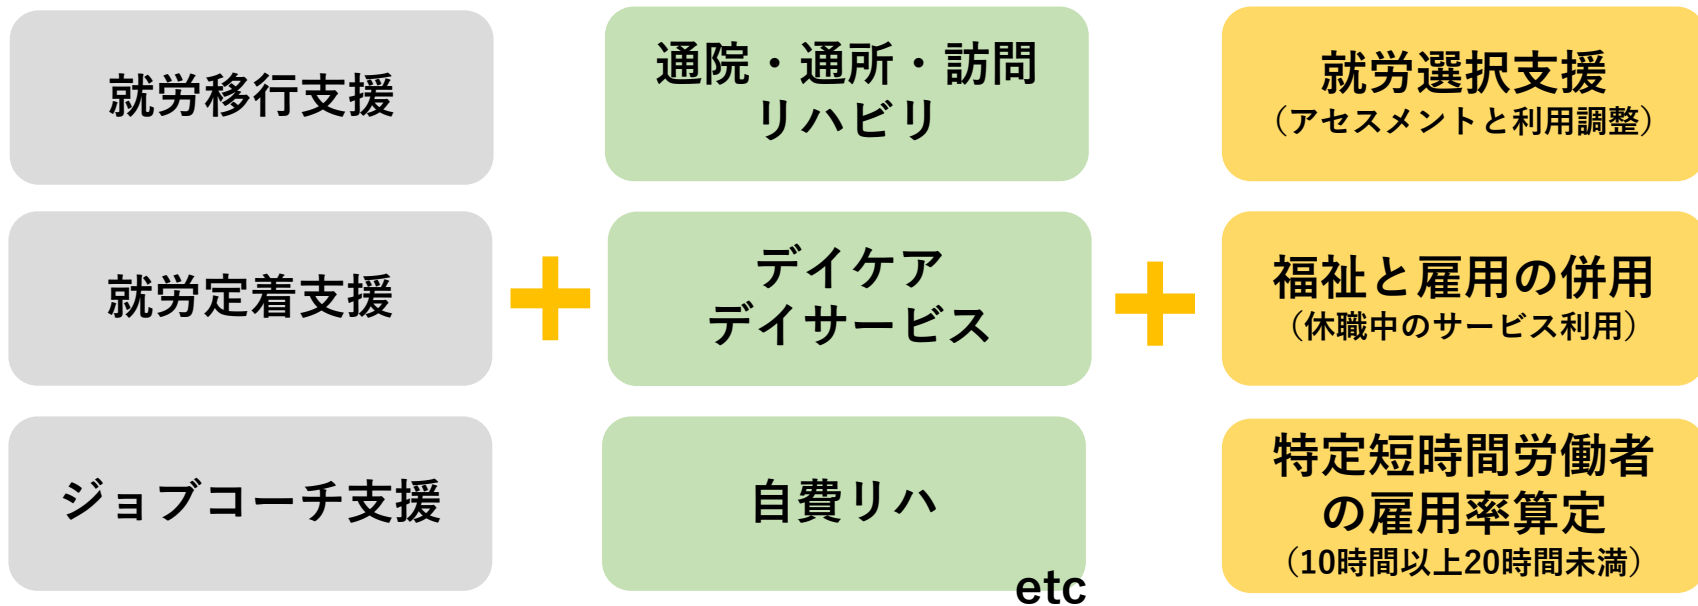 就労移行支援
通院・通所・訪問
リハビリ
就労選択支援
（アセスメントと利用調整）
就労定着支援
デイケア
デイサービス
福祉と雇用の併用
（休職中のサービス利用）
ジョブコーチ支援
自費リハ
etc
特定短時間労働者
の雇用率算定
（10時間以上20時間未満）